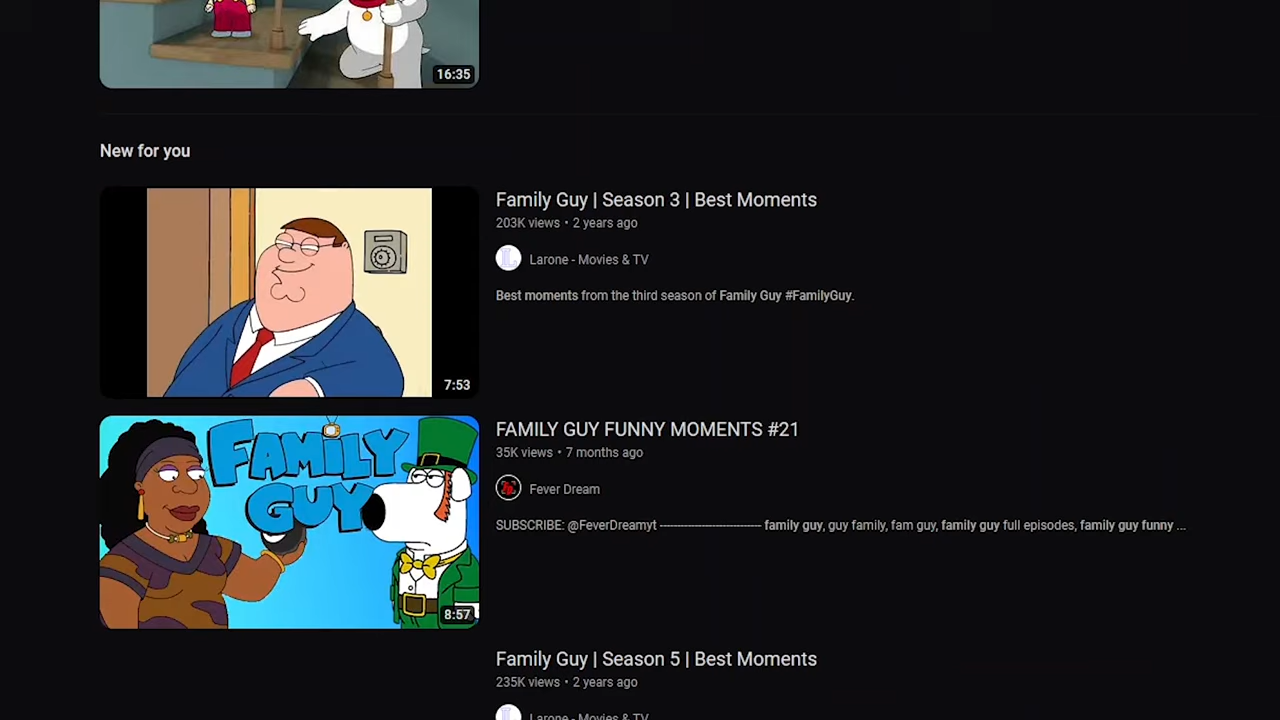 16:35
New for you
7:53
Family Guy | Season 3 | Best Moments
203K views • 2 years ago
Larone - Movies & TV
Best moments from the third season of Family Guy #FamilyGuy.
FAMILY
GUY
8:57
FAMILY GUY FUNNY MOMENTS #21
35K views • 7 months ago
Fever Dream
SUBSCRIBE: @FeverDreamyt ----------------------------- family guy, guy family, fam guy, family guy full episodes, family guy funny ...
Family Guy | Season 5 | Best Moments
235K views • 2 years ago
Larone - Movies & TV